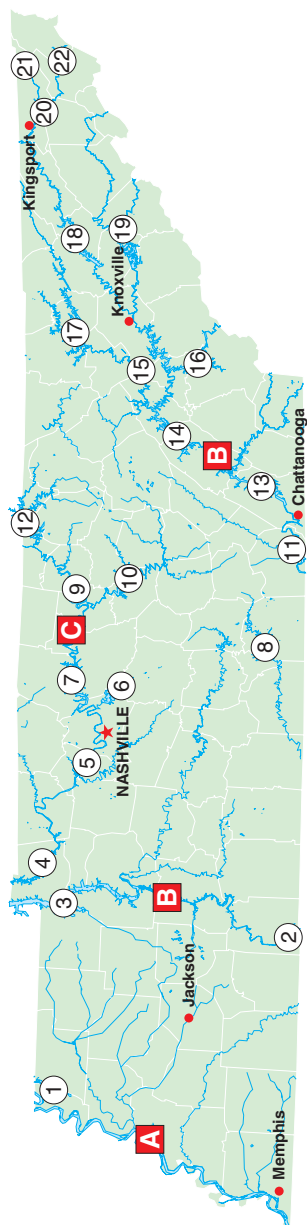 Kingsport
21
22
20
18
19
Knoxville
17
15
16
14
B
13
Chattanooga
11
12
9
10
C
7
6
8
5
NASHVILLE
4
3
B
2
Jackson
1
A
Memphis